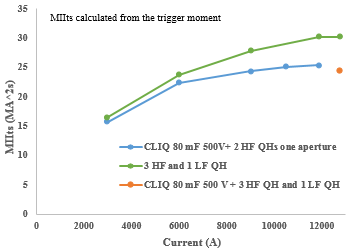 MIIts calculated from the trigger moment
35
30
25
20
15
10
5
0
MIIts (MA^2s)
CLIQ 80 mF 500V+ 2 HF QHs one aperture
3 HF and 1 LF QH
CLIQ 80 mF 500 V + 3 HF QH and 1 LF QH
0 2000 4000 6000 8000 10000 12000
Current (A)